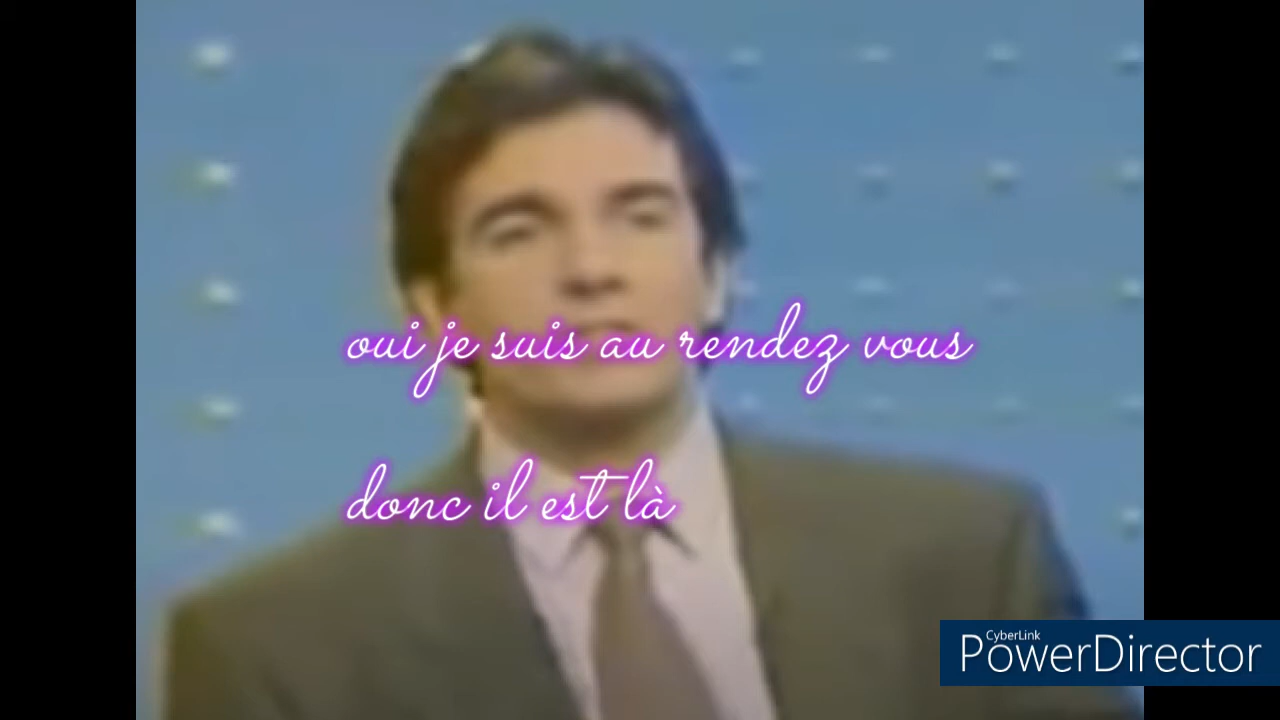 oui je suis au rendez vous
donc il est là
CyberLink
PowerDirector